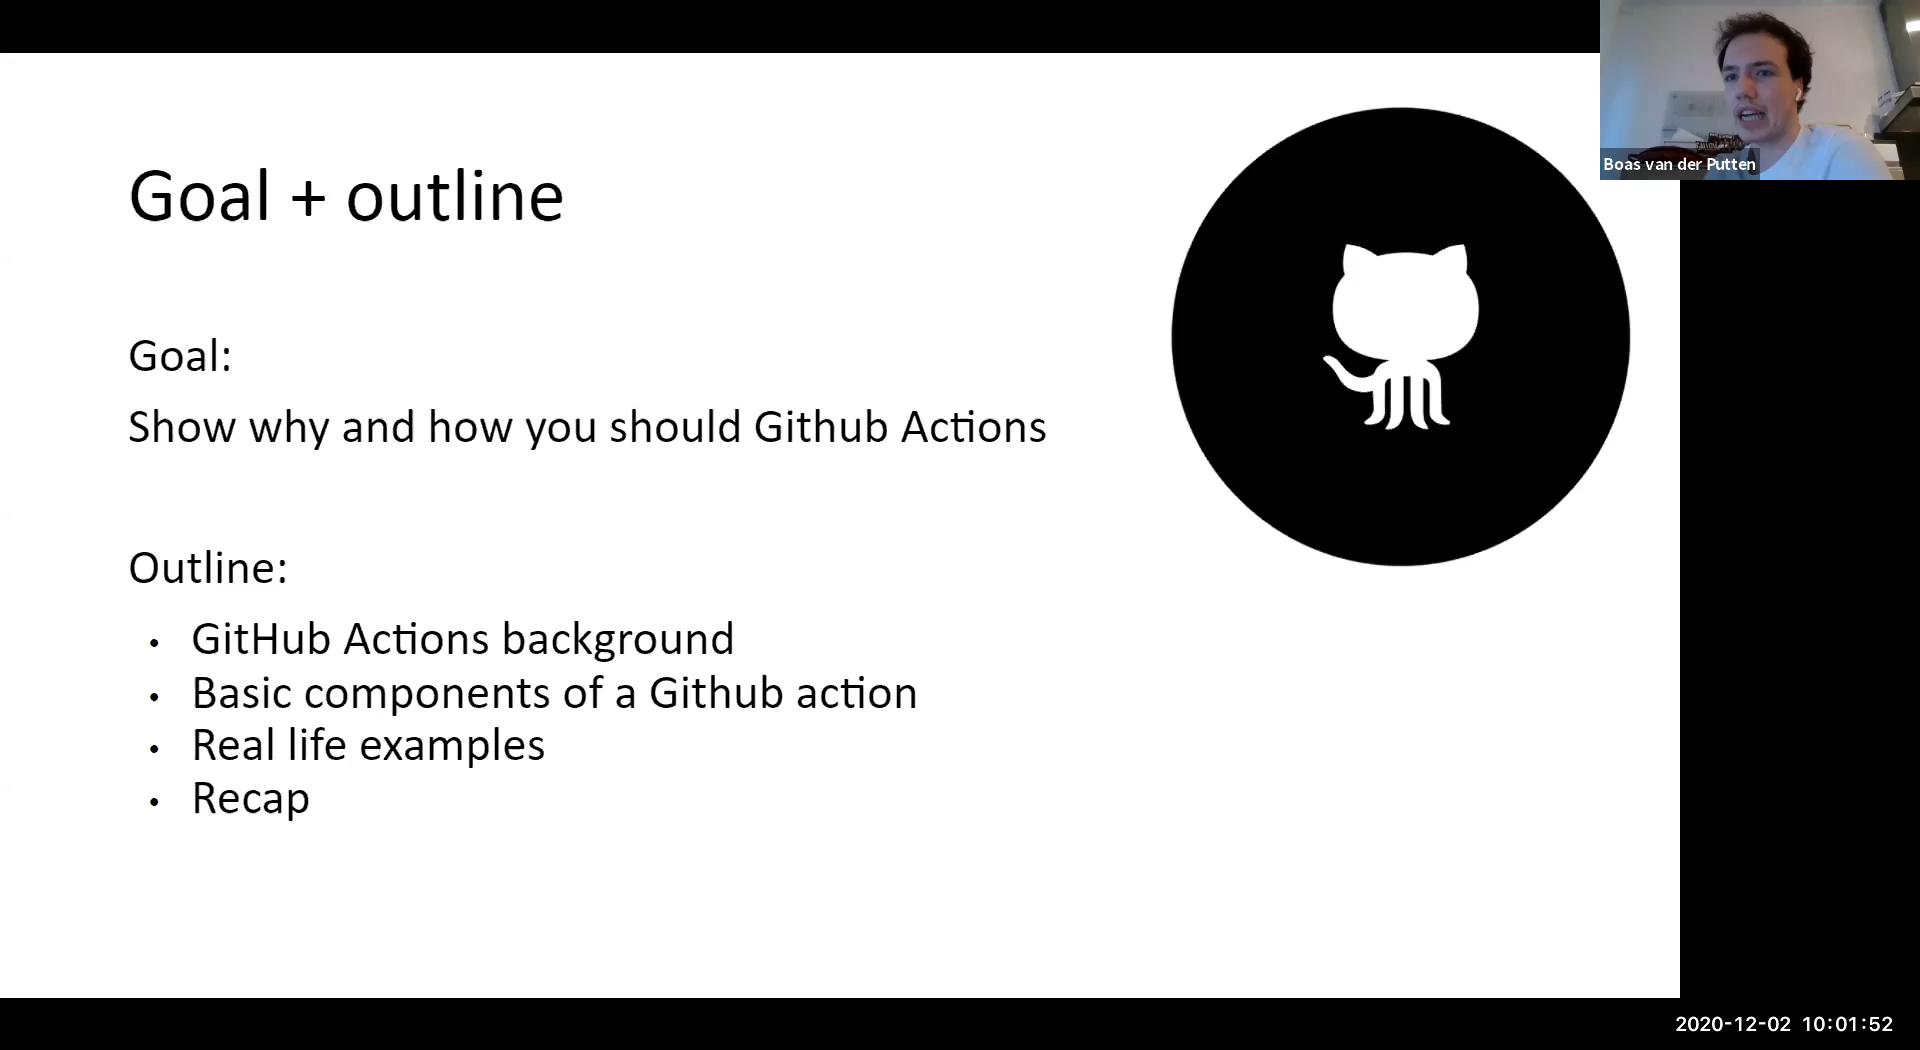 Goal + outline
Goal:
Show why and how you should Github Actions
Outline:
• GitHub Actions background
• Basic components of a Github action
• Real life examples
• Recap
Boas van der Putten
2020-12-02 10:01:52